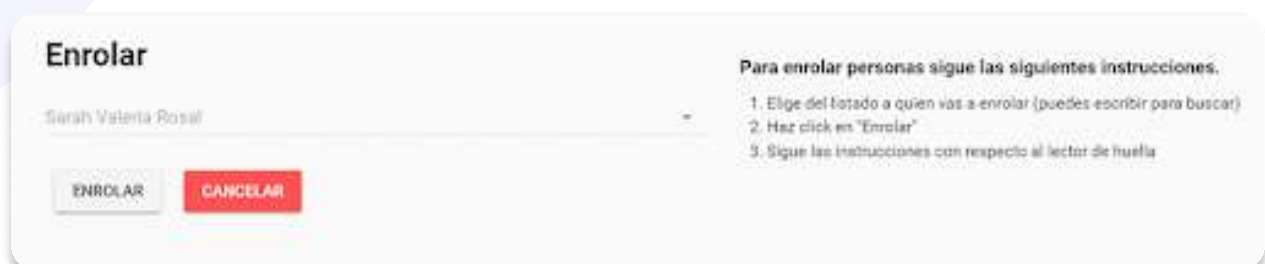 Enrolar
Sarah Valeria Rosal
ENROLAR
CANCELAR
Para enrolar personas sigue las siguientes instrucciones.
1. Elige del listado a quien vas a enrolar (puedes escribir para buscar)
2. Haz click en "Enrolar"
3. Sigue las instrucciones con respecto al lector de huella